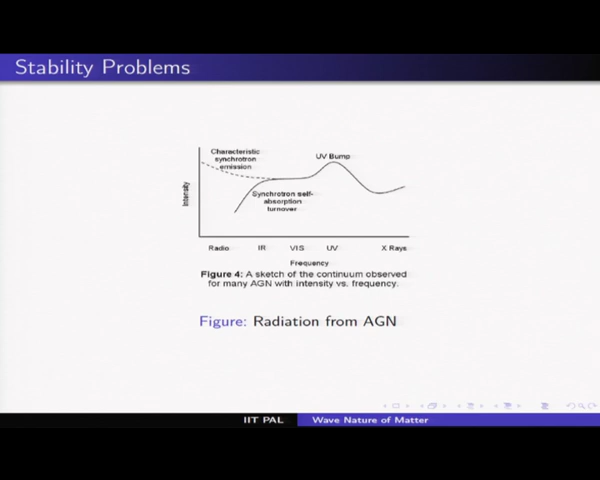 Stability Problems
Characteristic
synchrotron
emission
UV Bump
Synchrotron self-
absorption
turnover
Intensity
Radio IR VIS UV X Rays
Frequency
Figure 4: A sketch of the continuum observed
for many AGN with intensity vs. frequency.
Figure: Radiation from AGN
IIT PAL Wave Nature of Matter